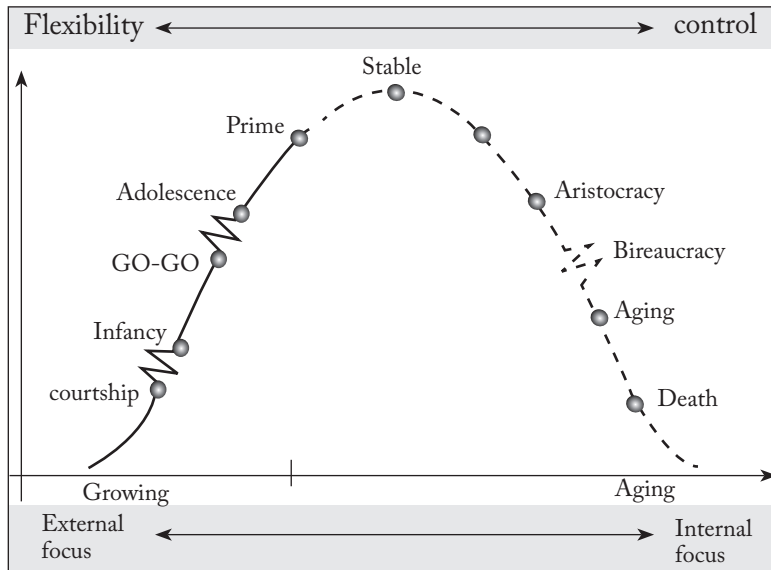 Flexibility control
Stable
Prime
Adolescence
Aristocracy
GO-GO
Bireaucracy
Infancy
Aging
courtship
Death
Growing
Aging
External
focus
Internal
focus